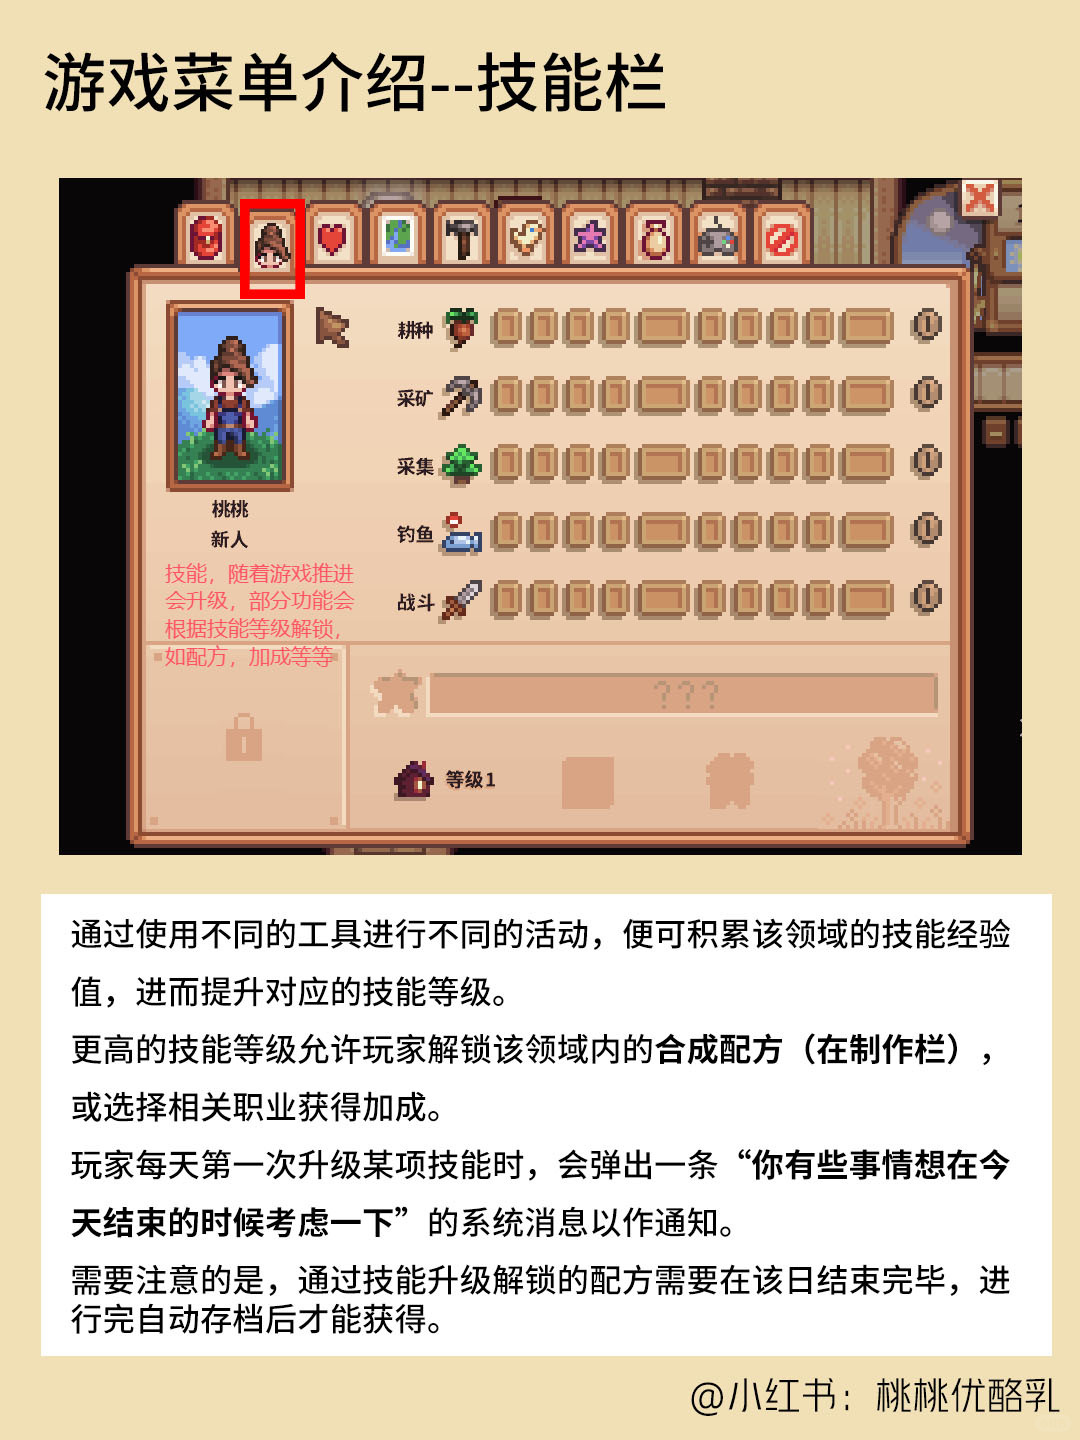 游戏菜单介绍--技能栏
耕种
采矿
采集
钓鱼
战斗
桃桃
新人
技能，随着游戏推进
会升级，部分功能会
根据技能等级解锁，
如配方，加成等等
???
等级1
通过使用不同的工具进行不同的活动，便可积累该领域的技能经验
值，进而提升对应的技能等级。
更高的技能等级允许玩家解锁该领域内的合成配方（在制作栏），
或选择相关职业获得加成。
玩家每天第一次升级某项技能时，会弹出一条“你有些事情想在今
天结束的时候考虑一下”的系统消息以作通知。
需要注意的是，通过技能升级解锁的配方需要在该日结束完毕，进
行完自动存档后才能获得。
@小红书：桃桃优酪乳